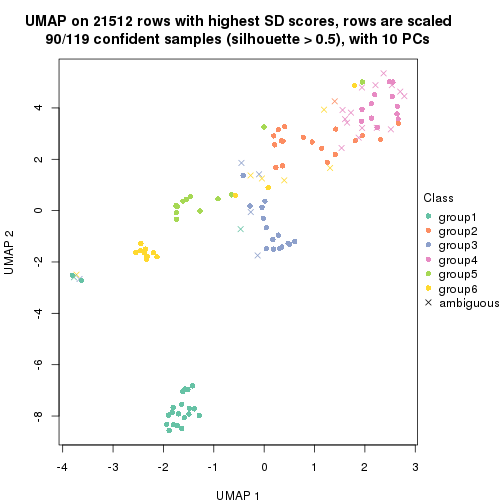 UMAP on 21512 rows with highest SD scores, rows are scaled
90/119 confident samples (silhouette > 0.5), with 10 PCs
4
2
0
-2
-4
-6
-8
UMAP 2
-4
-3
-2
-1
0
1
2
3
UMAP 1
Class
group1
group2
group3
group4
group5
group6
ambiguous